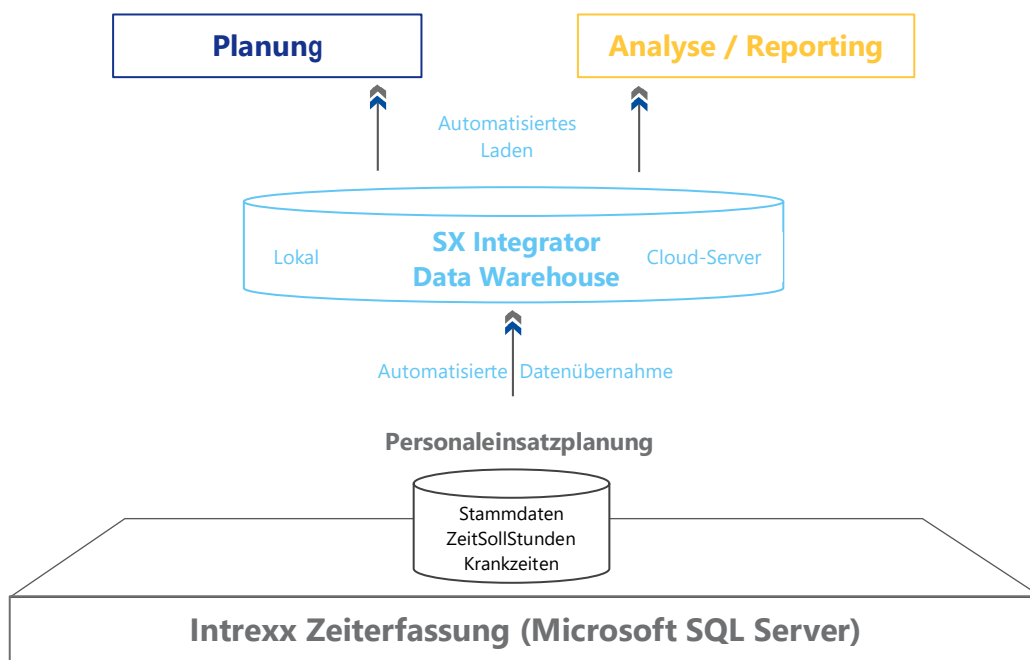 Planung
Analyse / Reporting
Automatisiertes
Laden
SX Integrator
Data Warehouse
Lokal
Cloud-Server
Automatisierte Datenübernahme
Personaleinsatzplanung
Stammdaten
ZeitSollStunden
Krankzeiten
Intrexx Zeiterfassung (Microsoft SQL Server)